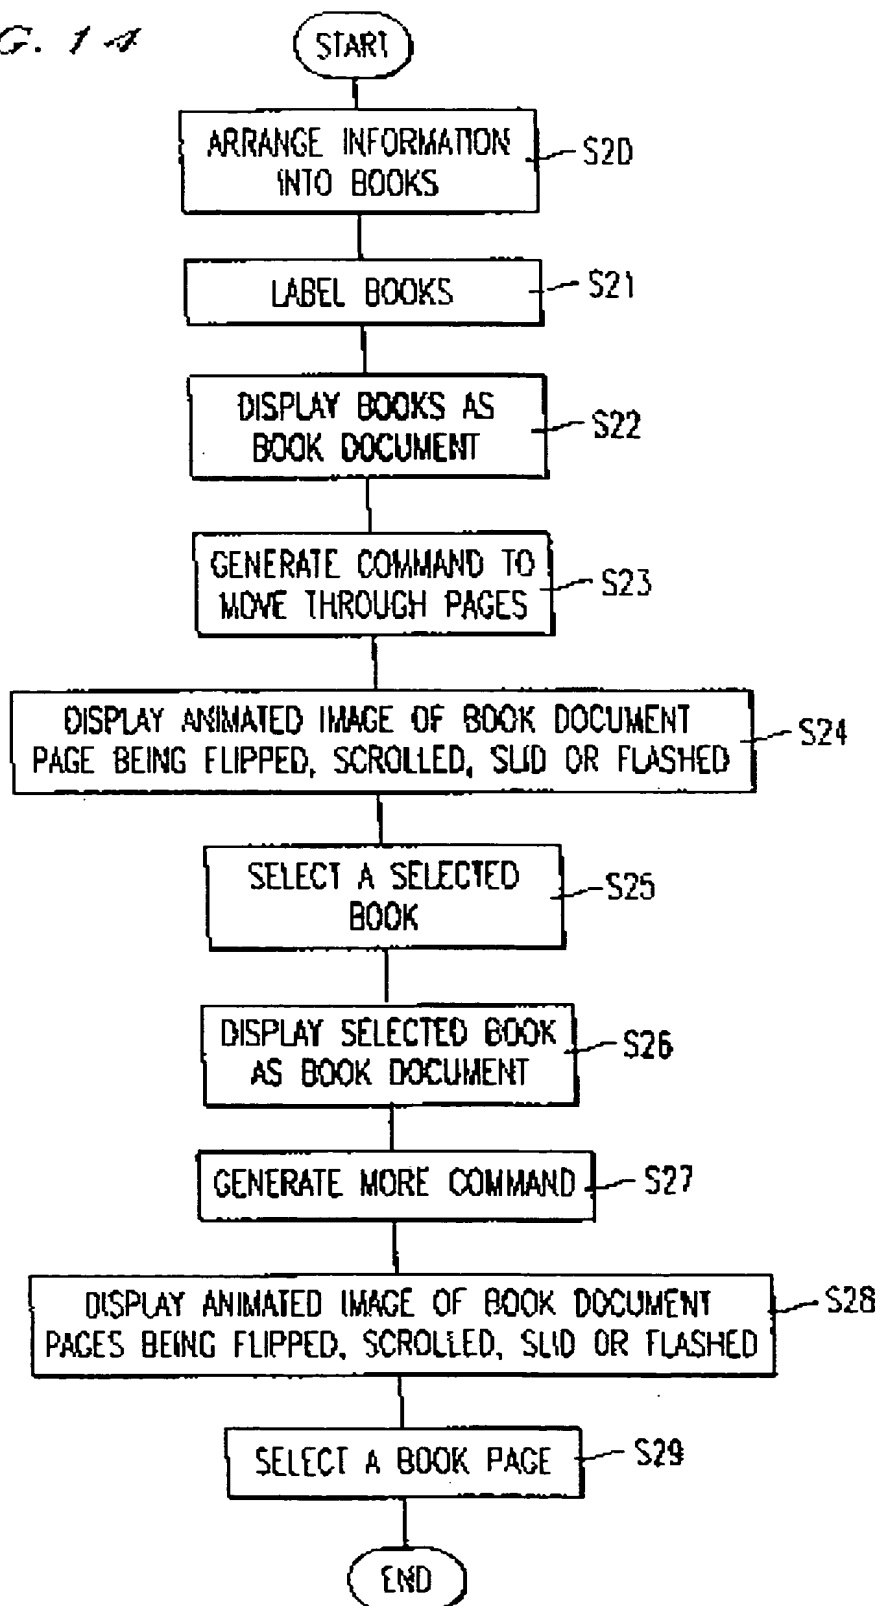 G. 14
START
ARRANGE INFORMATION
INTO BOOKS
S20
LABEL BOOKS
S21
DISPLAY BOOKS AS
BOOK DOCUMENT
S22
GENERATE COMMAND TO
MOVE THROUGH PAGES
S23
DISPLAY ANIMATED IMAGE OF BOOK DOCUMENT
PAGE BEING FLIPPED, SCROLLED, SLID OR FLASHED
S24
SELECT A SELECTED
BOOK
S25
DISPLAY SELECTED BOOK
AS BOOK DOCUMENT
S26
GENERATE MORE COMMAND
S27
DISPLAY ANIMATED IMAGE OF BOOK DOCUMENT
PAGES BEING FLIPPED, SCROLLED, SLID OR FLASHED
S28
SELECT A BOOK PAGE
S29
END